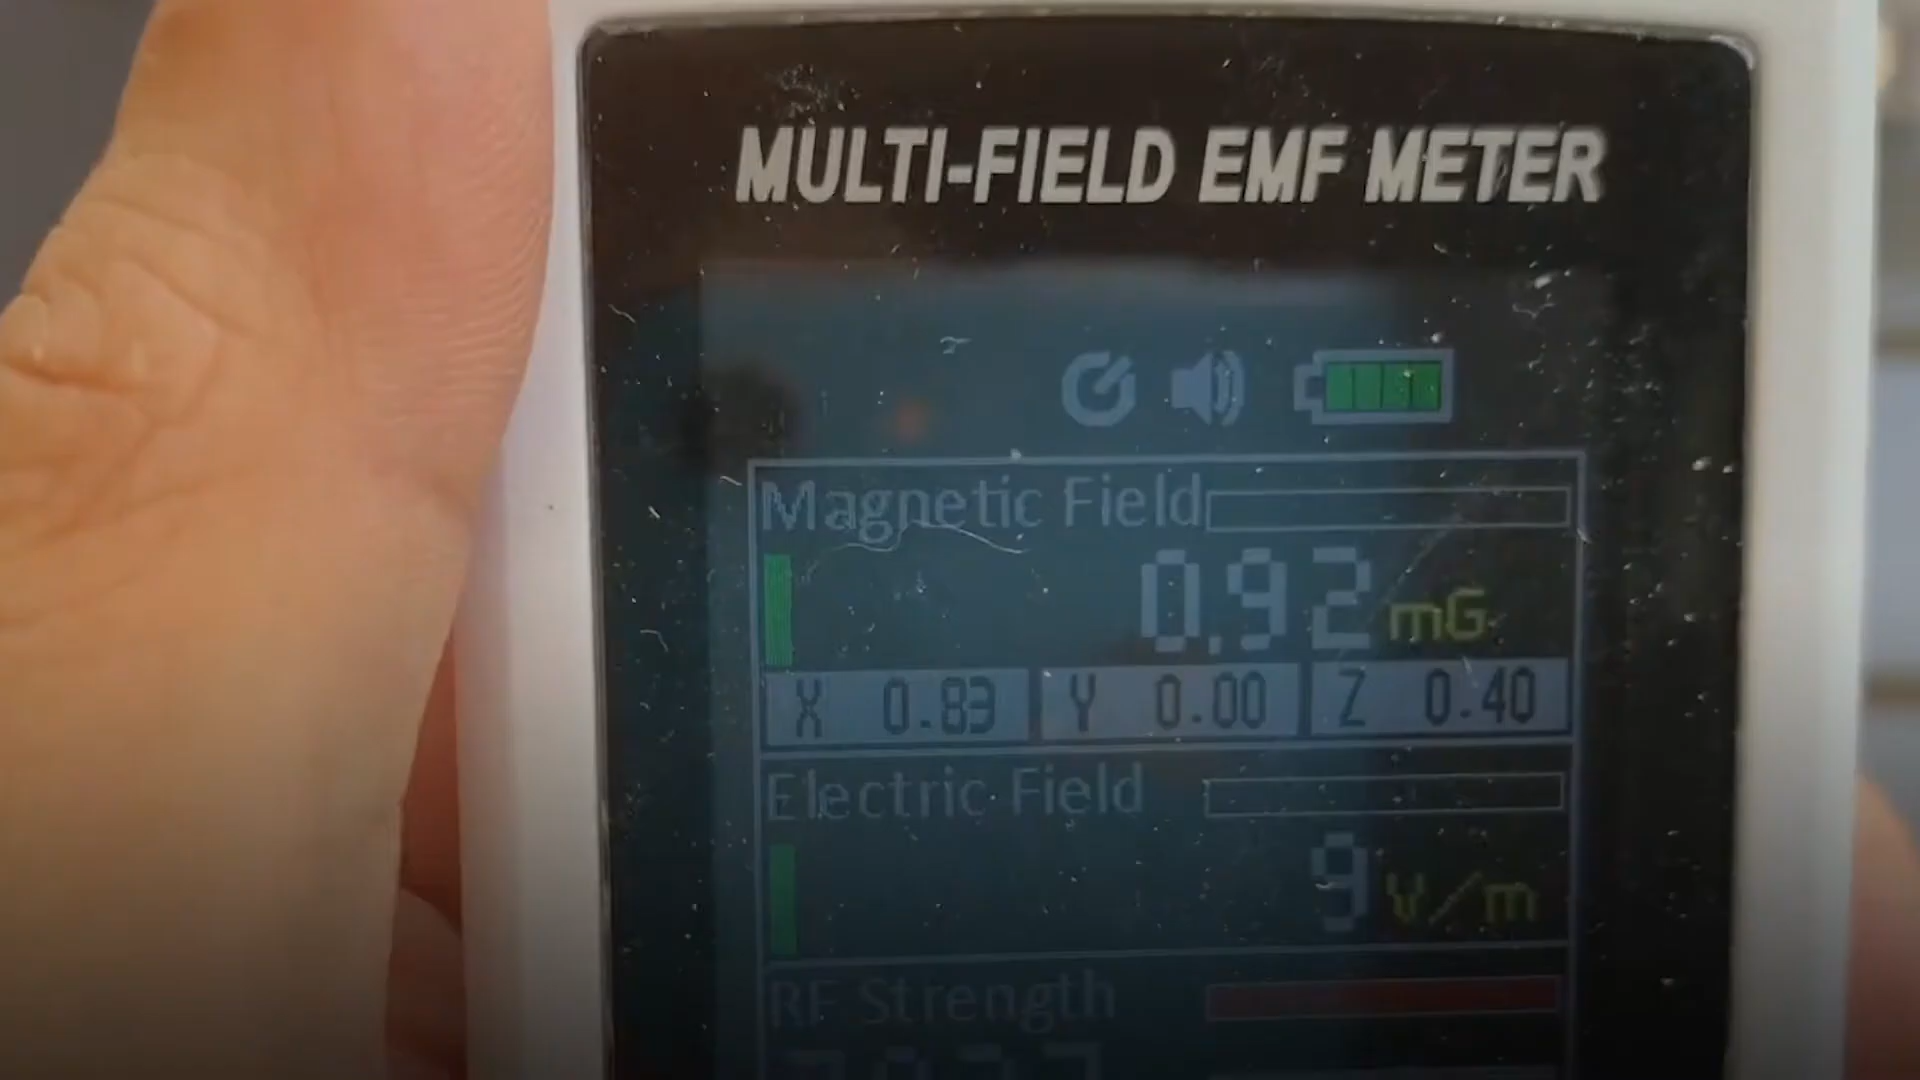 MULTI-FIELD EMF METER
Magnetic Field
0.92 mG
X 0.83 Y 0.00 Z 0.40
Electric Field
9 V/m
RF Strength